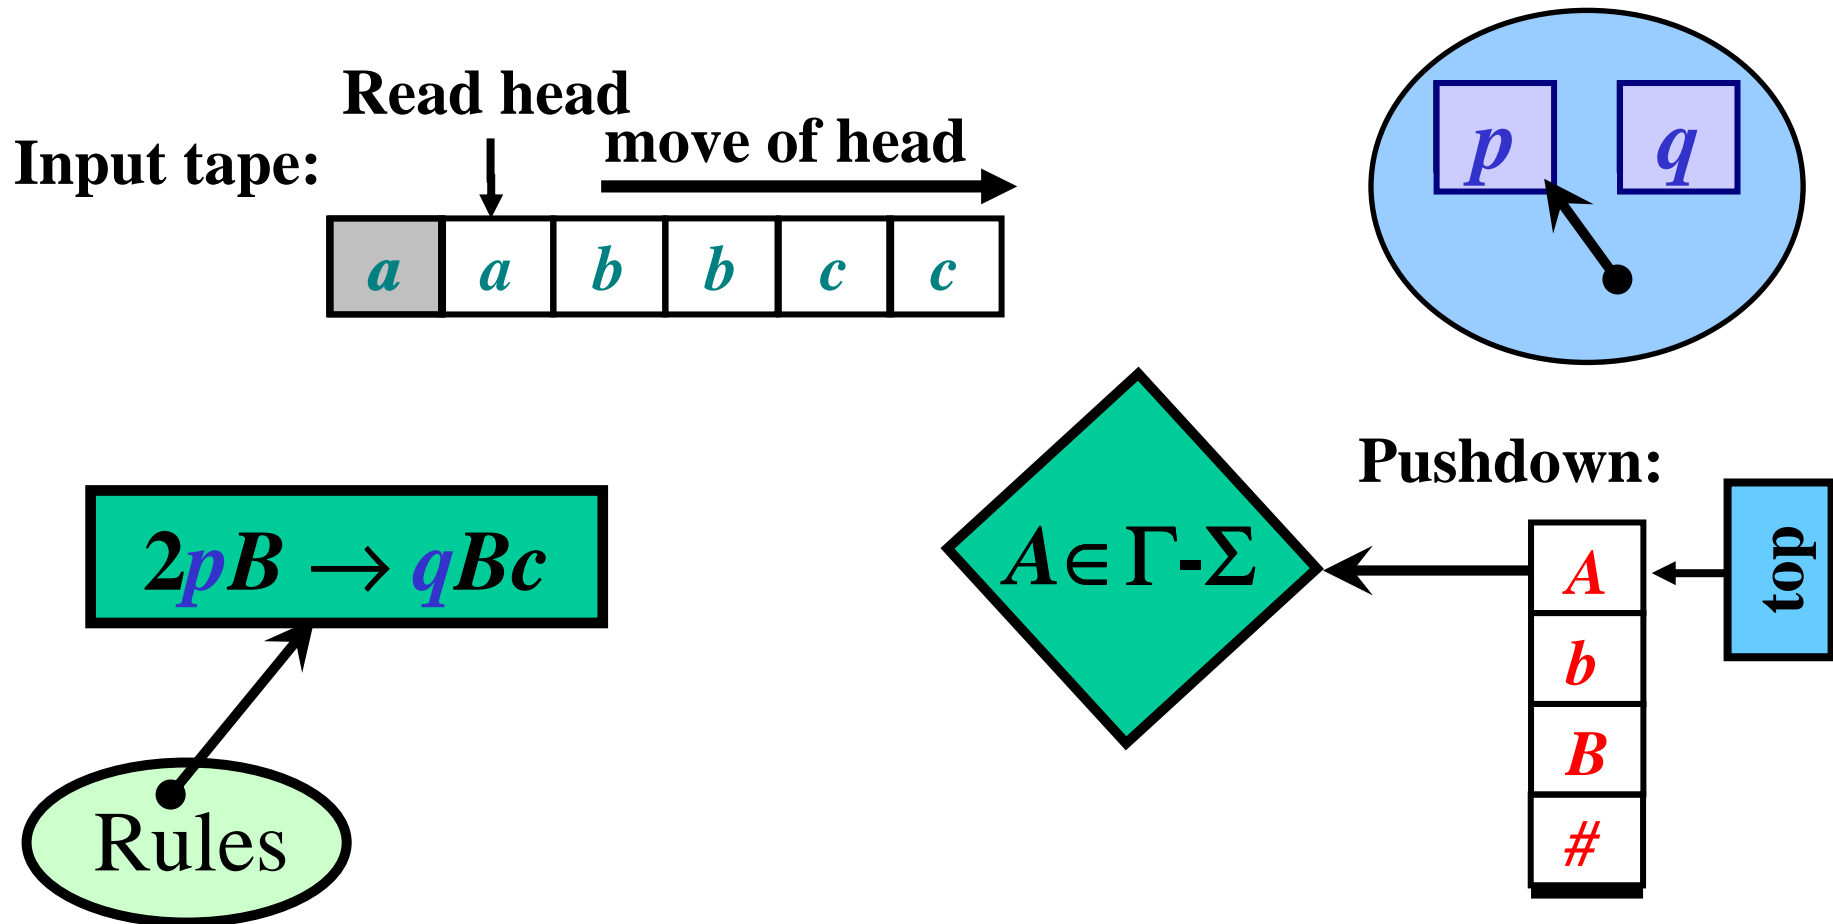 Read head
move of head
Input tape:
a a b b c c
p q
2pB → qBc
Rules
A∈Γ-Σ
Pushdown:
A
b
B
#
top